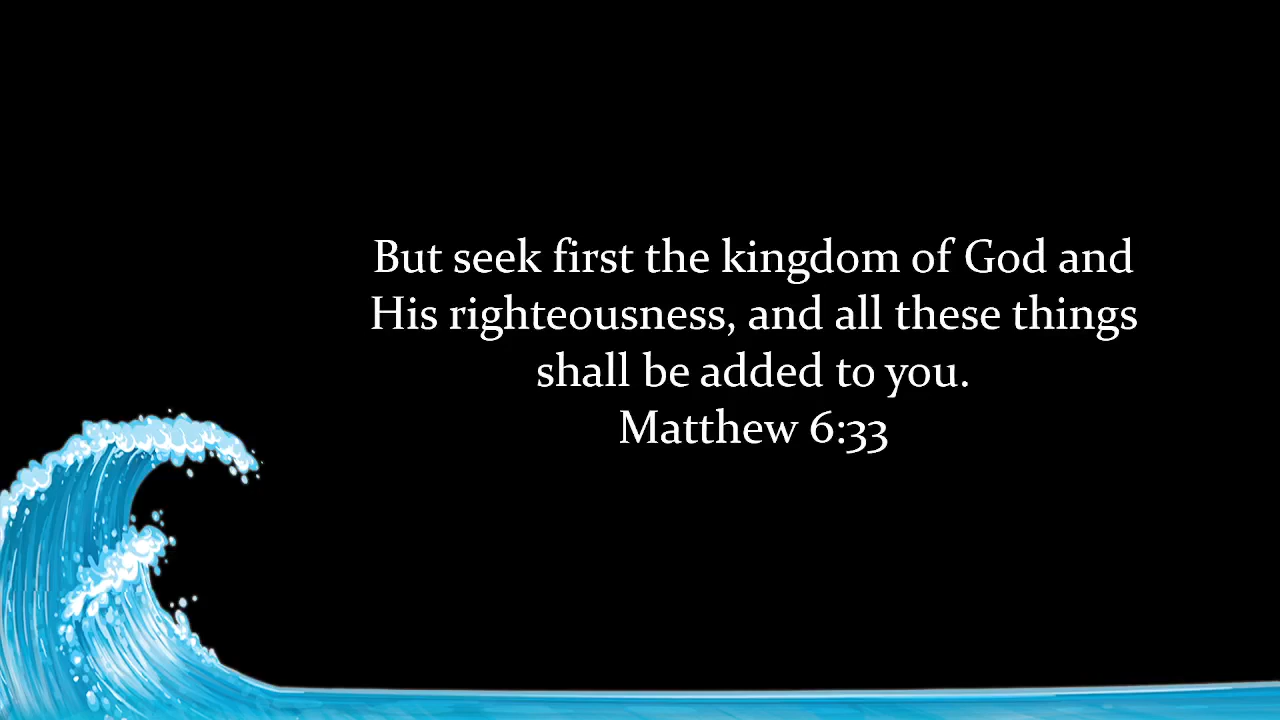 But seek first the kingdom of God and
His righteousness, and all these things
shall be added to you.
Matthew 6:33